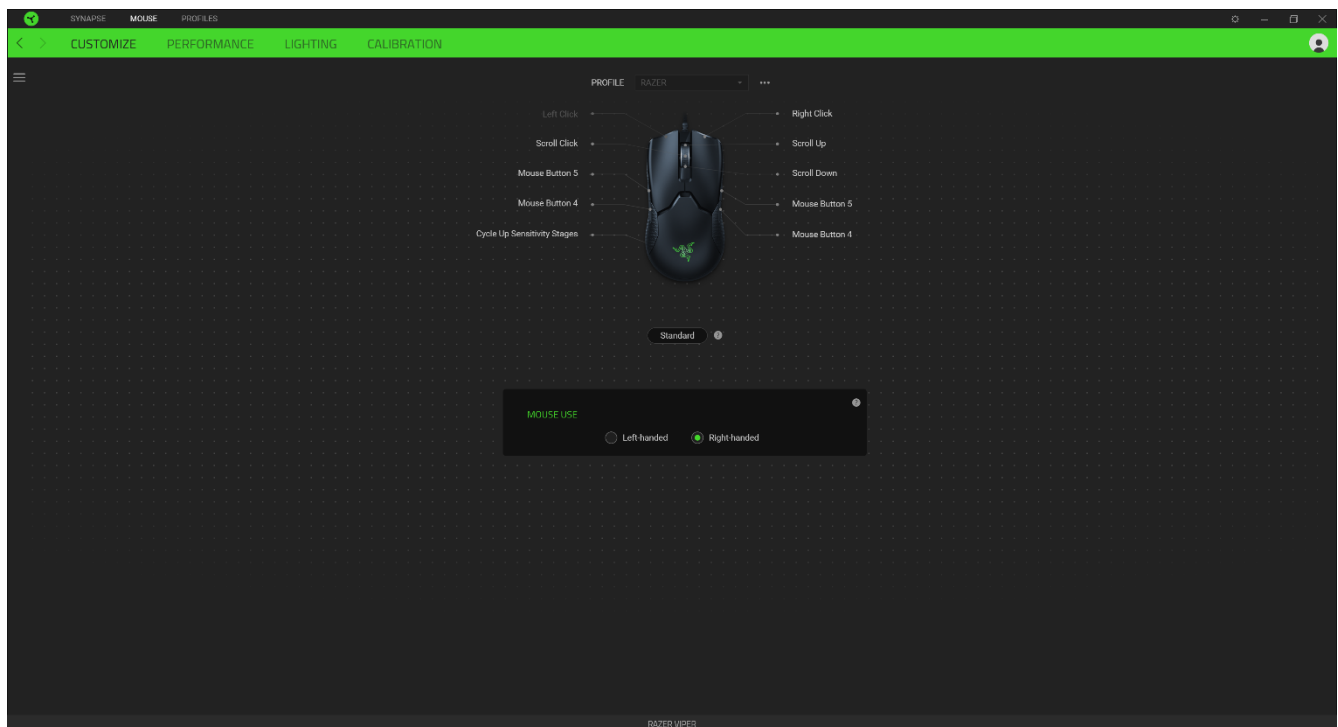 SYNAPSE MOUSE PROFILES
CUSTOMIZE PERFORMANCE LIGHTING CALIBRATION
PROFILE RAZER
Left Click Right Click
Scroll Click Scroll Up
Mouse Button 5 Scroll Down
Mouse Button 4 Mouse Button 5
Cycle Up Sensitivity Stages Mouse Button 4
Standard
MOUSE USE
Left-handed Right-handed
RAZER VIPER